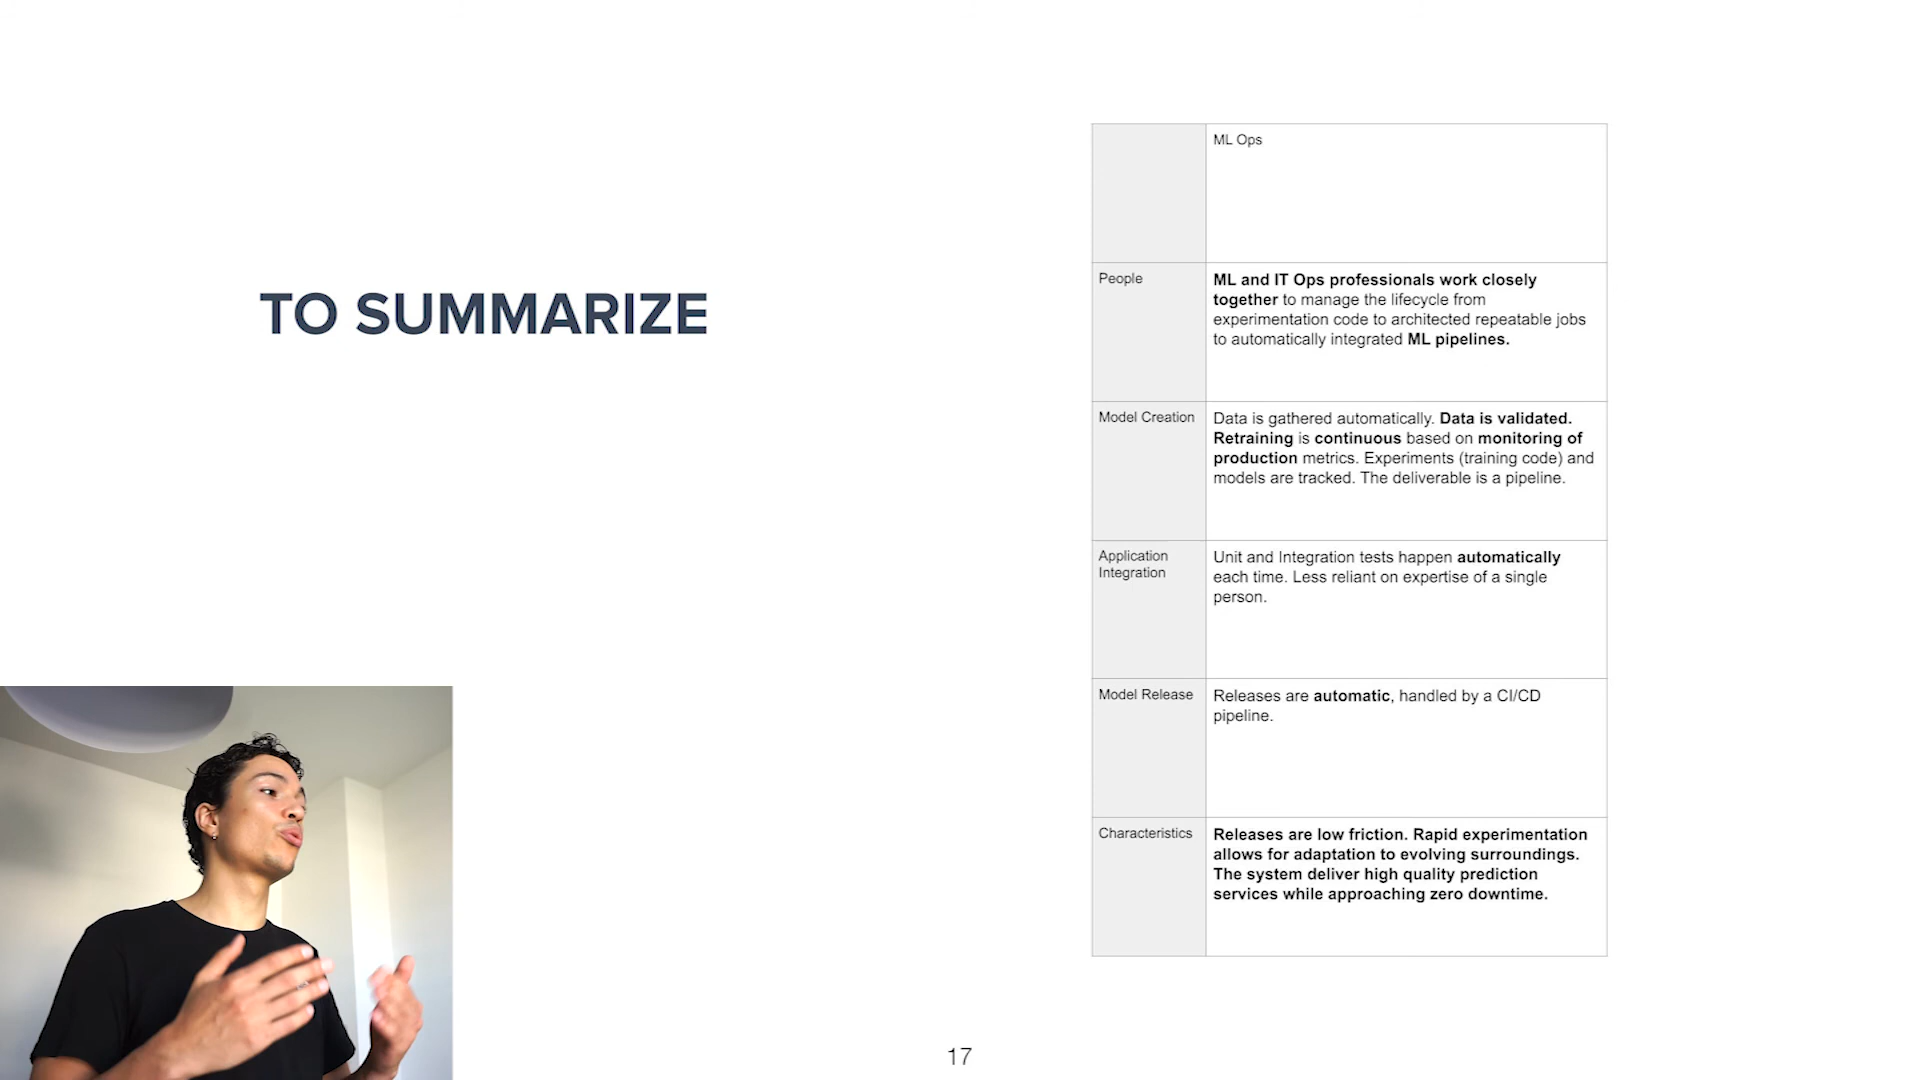 TO SUMMARIZE
ML Ops
People
ML and IT Ops professionals work closely
together to manage the lifecycle from
experimentation code to architected repeatable jobs
to automatically integrated ML pipelines.
Model Creation
Data is gathered automatically. Data is validated.
Retraining is continuous based on monitoring of
production metrics. Experiments (training code) and
models are tracked. The deliverable is a pipeline.
Application
Integration
Unit and Integration tests happen automatically
each time. Less reliant on expertise of a single
person.
Model Release
Releases are automatic, handled by a CI/CD
pipeline.
Characteristics
Releases are low friction. Rapid experimentation
allows for adaptation to evolving surroundings.
The system deliver high quality prediction
services while approaching zero downtime.
17